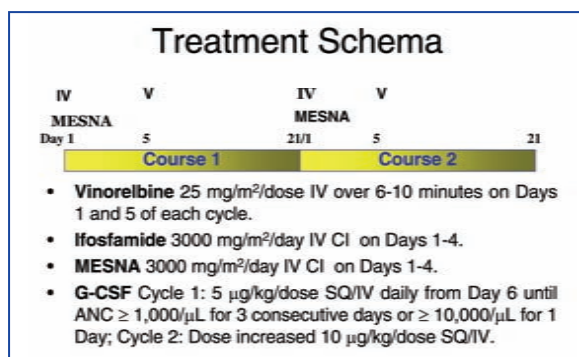 Treatment Schema
IV V IV V
MESNA MESNA
Day 1 5 21/1 5 21
Course 1 Course 2
• Vinorelbine 25 mg/m²/dose IV over 6-10 minutes on Days
1 and 5 of each cycle.
• Ifosfamide 3000 mg/m²/day IV CI on Days 1-4.
• MESNA 3000 mg/m²/day IV CI on Days 1-4.
• G-CSF Cycle 1: 5 µg/kg/dose SQ/IV daily from Day 6 until
ANC ≥ 1,000/µL for 3 consecutive days or ≥ 10,000/µL for 1
Day; Cycle 2: Dose increased 10 µg/kg/dose SQ/IV.